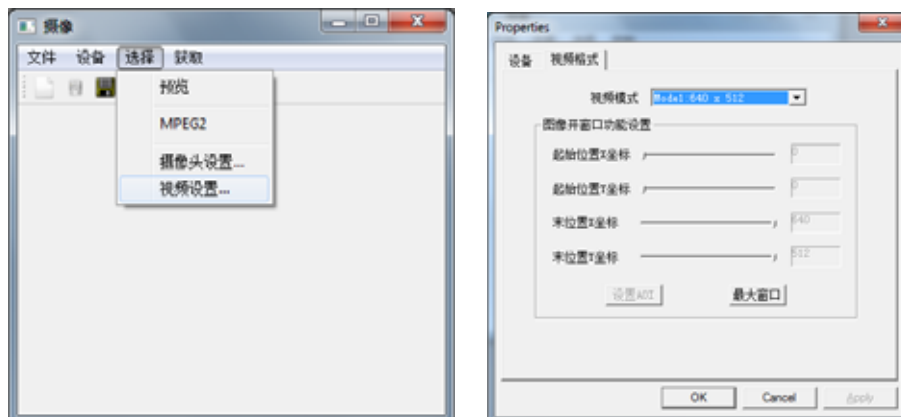 摄像
文件 设备 选择 获取
预览
MPEG2
摄像头设置...
视频设置...
Properties
设备 视频格式
视频模式 Mode1:640 x 512
图像开窗口功能设置
起始位置X坐标 0
起始位置Y坐标 0
末位置X坐标 640
末位置Y坐标 512
设置AOI 最大窗口
OK Cancel Apply